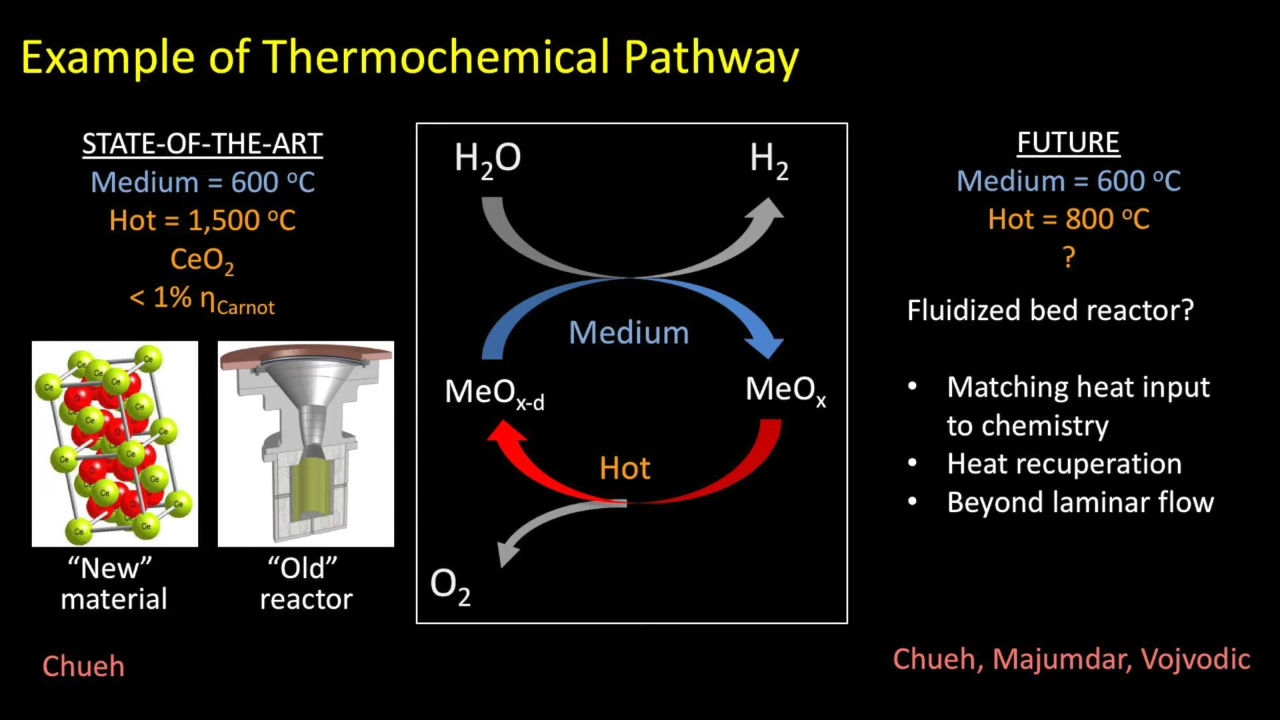 Example of Thermochemical Pathway
STATE-OF-THE-ART
Medium = 600 ºC
Hot = 1,500 ºC
CeO₂
< 1% ηCarnot
"New"
material
"Old"
reactor
Chueh
H₂O
H₂
Medium
MeOx-d
MeOₓ
Hot
O₂
FUTURE
Medium = 600 ºC
Hot = 800 ºC
?
Fluidized bed reactor?
• Matching heat input
to chemistry
• Heat recuperation
• Beyond laminar flow
Chueh, Majumdar, Vojvodic